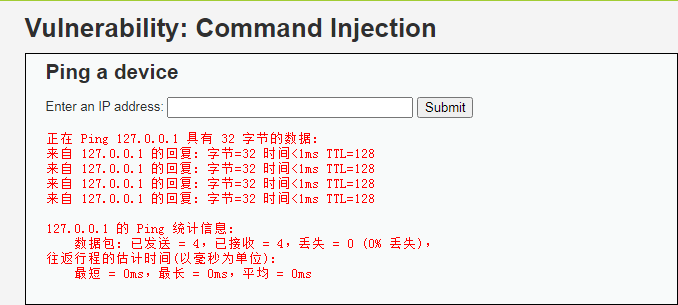 Vulnerability: Command Injection
Ping a device
Enter an IP address: Submit
正在 Ping 127.0.0.1 具有 32 字节的数据:
来自 127.0.0.1 的回复: 字节=32 时间<1ms TTL=128
来自 127.0.0.1 的回复: 字节=32 时间<1ms TTL=128
来自 127.0.0.1 的回复: 字节=32 时间<1ms TTL=128
来自 127.0.0.1 的回复: 字节=32 时间<1ms TTL=128
127.0.0.1 的 Ping 统计信息:
数据包: 已发送 = 4，已接收 = 4，丢失 = 0 (0% 丢失)，
往返行程的估计时间(以毫秒为单位):
最短 = 0ms，最长 = 0ms，平均 = 0ms